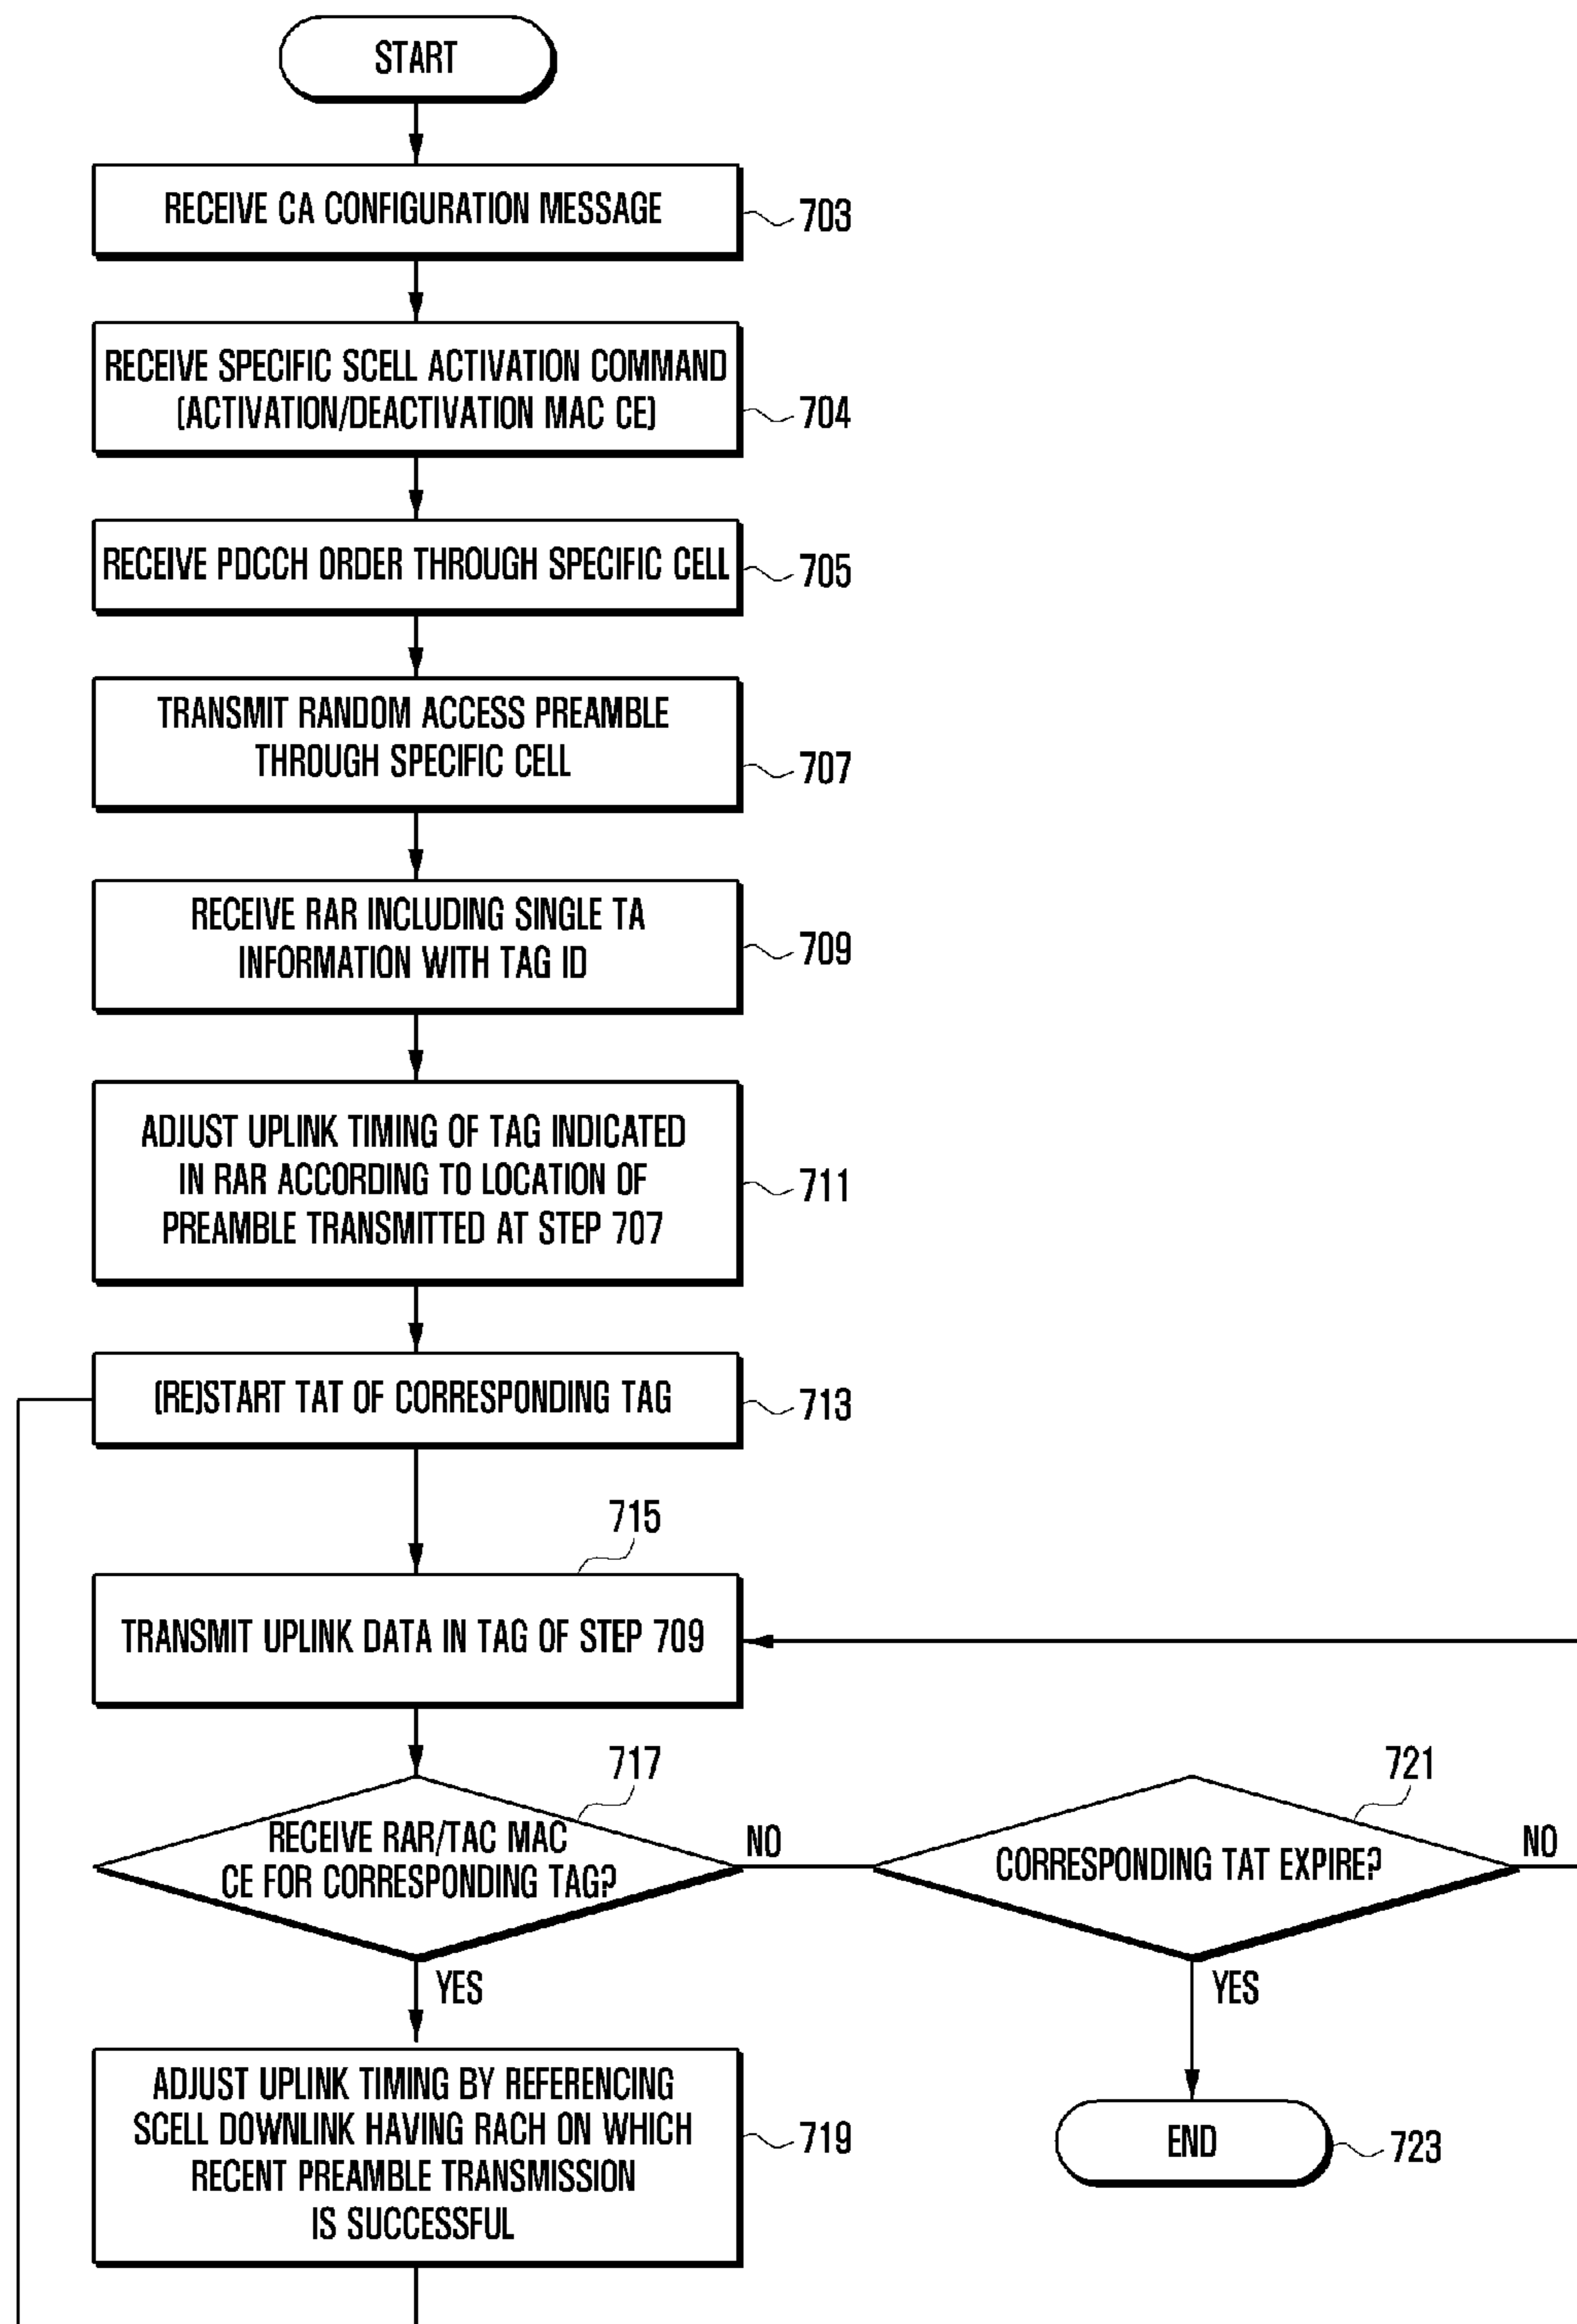 START
RECEIVE CA CONFIGURATION MESSAGE
703
RECEIVE SPECIFIC SCELL ACTIVATION COMMAND
(ACTIVATION/DEACTIVATION MAC CE)
704
RECEIVE PDCCH ORDER THROUGH SPECIFIC CELL
705
TRANSMIT RANDOM ACCESS PREAMBLE
THROUGH SPECIFIC CELL
707
RECEIVE RAR INCLUDING SINGLE TA
INFORMATION WITH TAG ID
709
ADJUST UPLINK TIMING OF TAG INDICATED
IN RAR ACCORDING TO LOCATION OF
PREAMBLE TRANSMITTED AT STEP 707
711
(RE)START TAT OF CORRESPONDING TAG
713
715
TRANSMIT UPLINK DATA IN TAG OF STEP 709
717
RECEIVE RAR/TAC MAC
CE FOR CORRESPONDING TAG?
NO
YES
721
CORRESPONDING TAT EXPIRE?
NO
YES
ADJUST UPLINK TIMING BY REFERENCING
SCELL DOWNLINK HAVING RACH ON WHICH
RECENT PREAMBLE TRANSMISSION
IS SUCCESSFUL
719
END
723